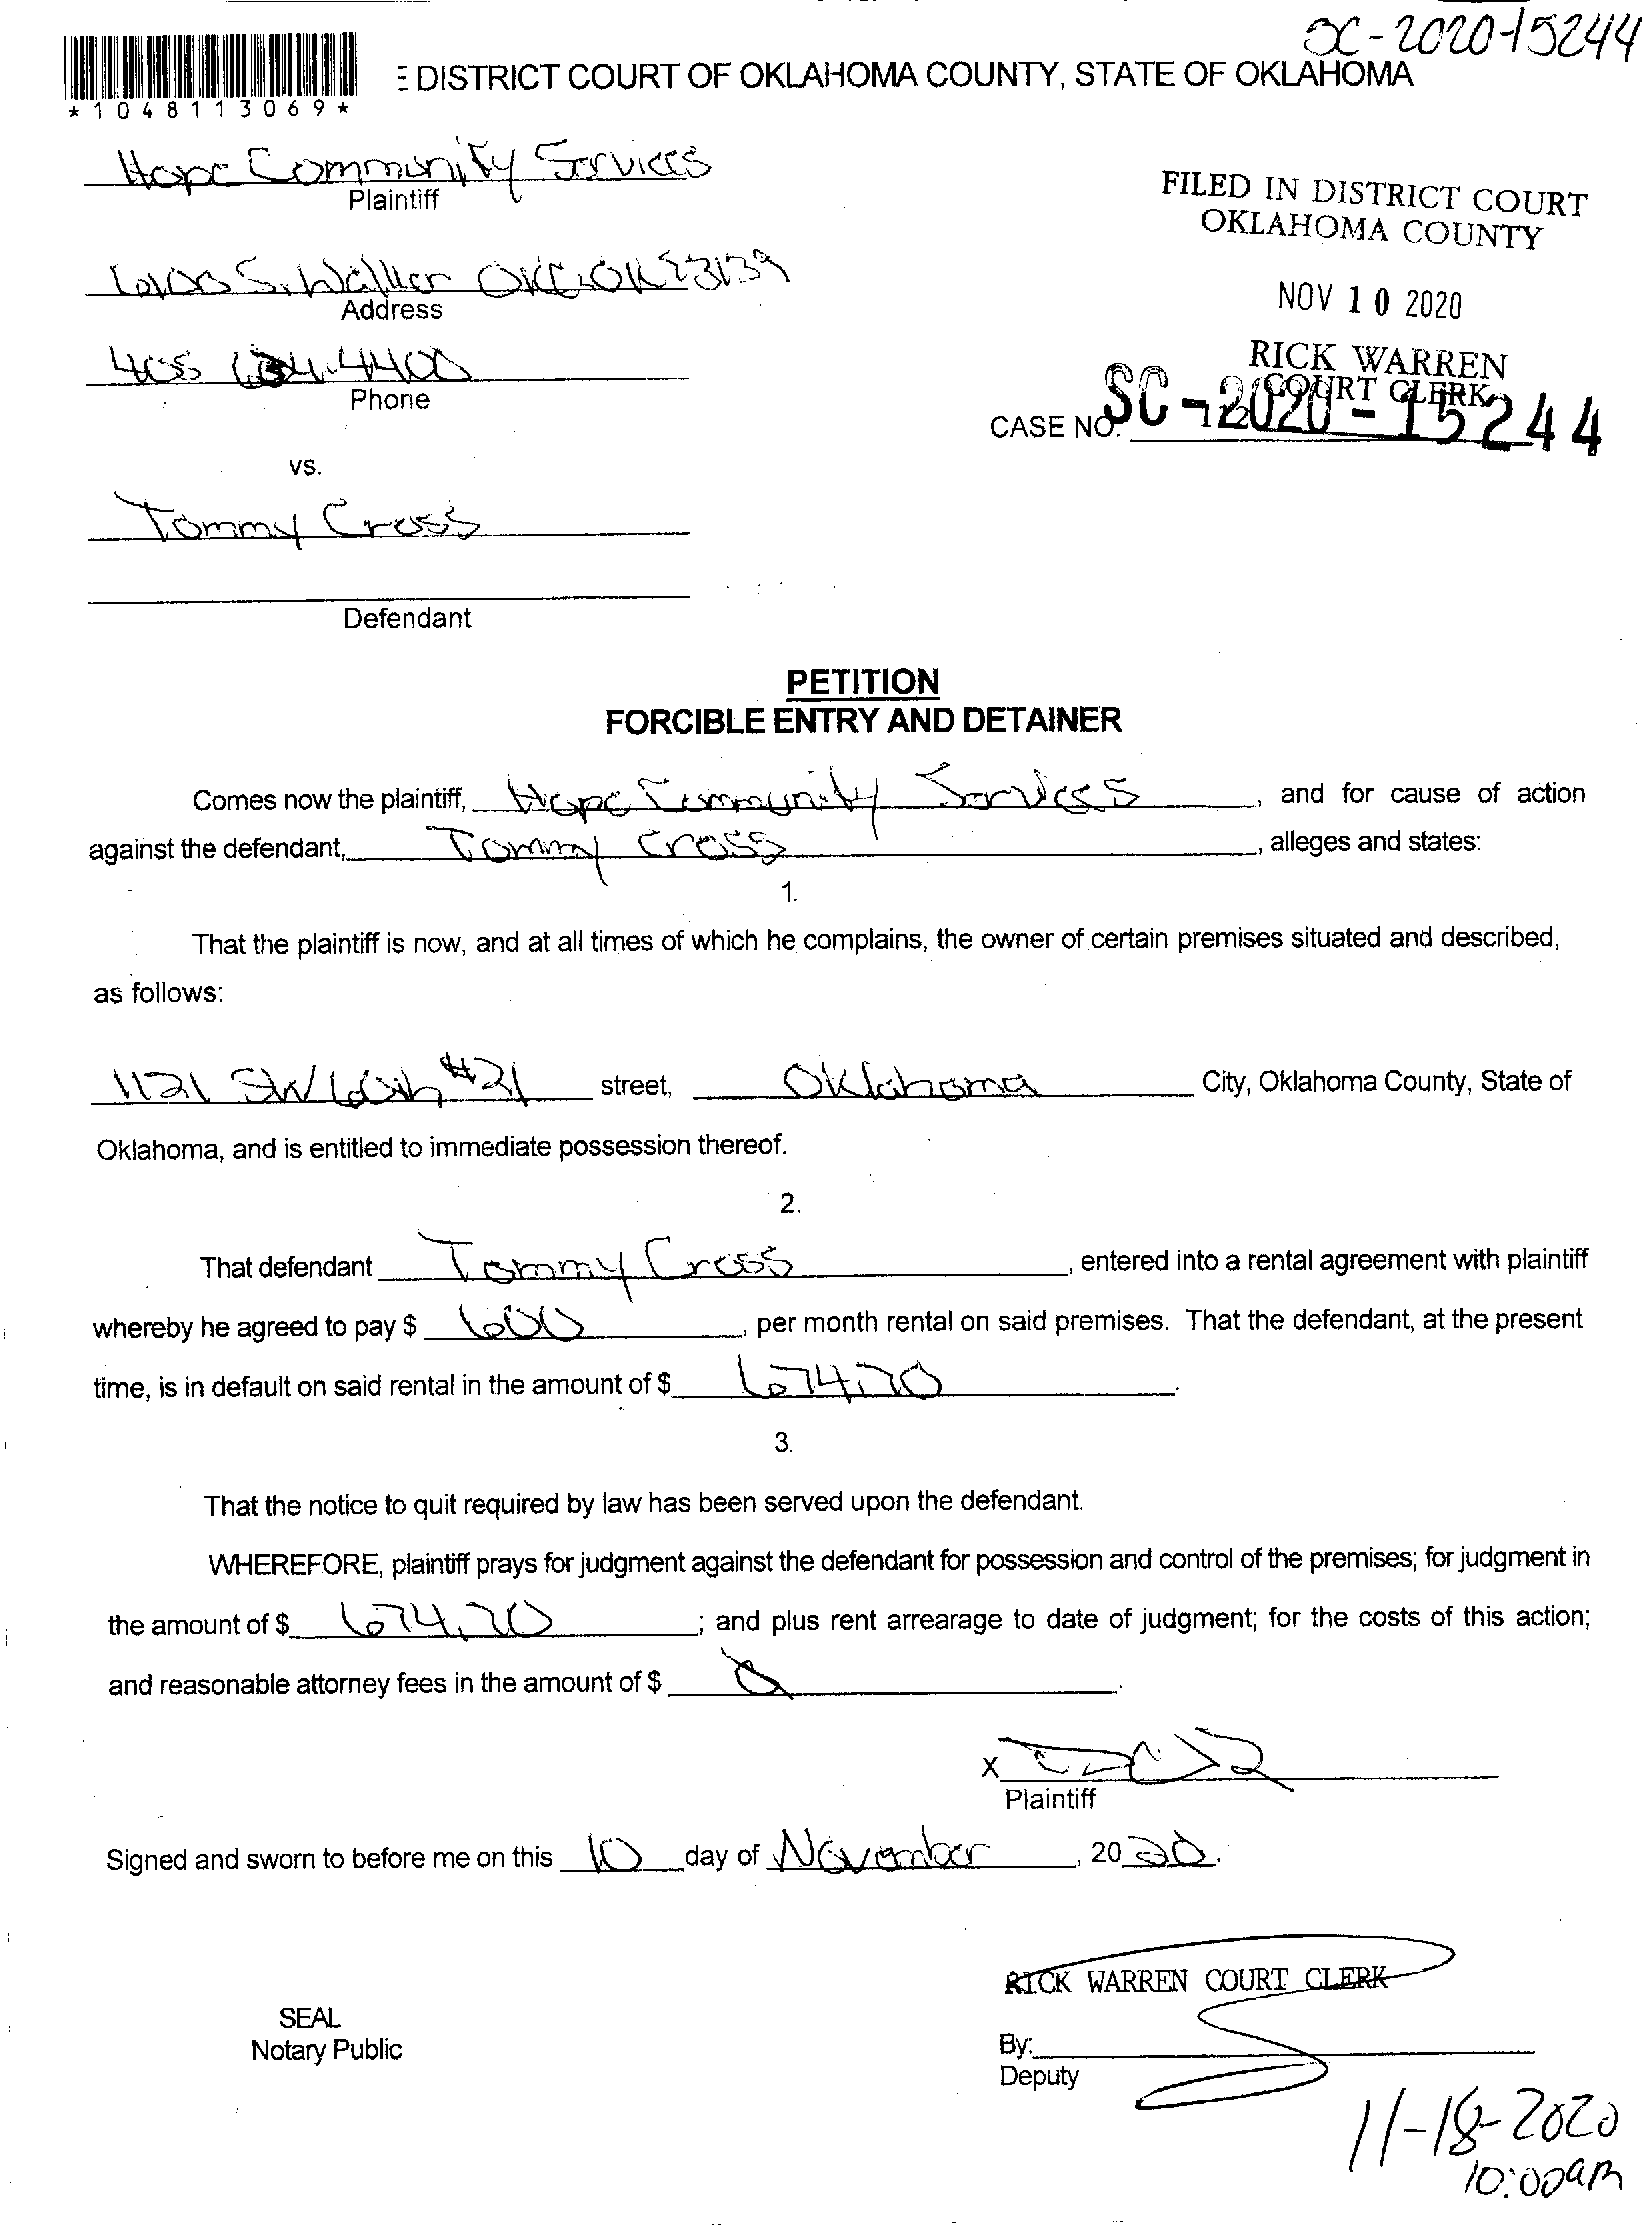 SC-2020-15244
*1048113069*
E DISTRICT COURT OF OKLAHOMA COUNTY, STATE OF OKLAHOMA
Hope Community Services
Plaintiff
FILED IN DISTRICT COURT
OKLAHOMA COUNTY
S. Walker OKC, OK 73139
Address
NOV 10 2020
405 634.4400
Phone
RICK WARREN
COURT CLERK
CASE NO. SC-2020-15244
vs.
Tommy Cross
Defendant
PETITION
FORCIBLE ENTRY AND DETAINER
Comes now the plaintiff, Hope Community Services, and for cause of action
against the defendant, Tommy Cross, alleges and states:
1.
That the plaintiff is now, and at all times of which he complains, the owner of certain premises situated and described,
as follows:
1121 SW #21 street, Oklahoma City, Oklahoma County, State of
Oklahoma, and is entitled to immediate possession thereof.
2.
That defendant Tommy Cross, entered into a rental agreement with plaintiff
whereby he agreed to pay $ 600, per month rental on said premises. That the defendant, at the present
time, is in default on said rental in the amount of $ 674.70.
3.
That the notice to quit required by law has been served upon the defendant.
WHEREFORE, plaintiff prays for judgment against the defendant for possession and control of the premises; for judgment in
the amount of $ 674.70; and plus rent arrearage to date of judgment; for the costs of this action;
and reasonable attorney fees in the amount of $ 0.
X
Plaintiff
Signed and sworn to before me on this 10 day of November, 2020.
RICK WARREN COURT CLERK
SEAL
Notary Public
By:
Deputy
11-18-2020
10:00am